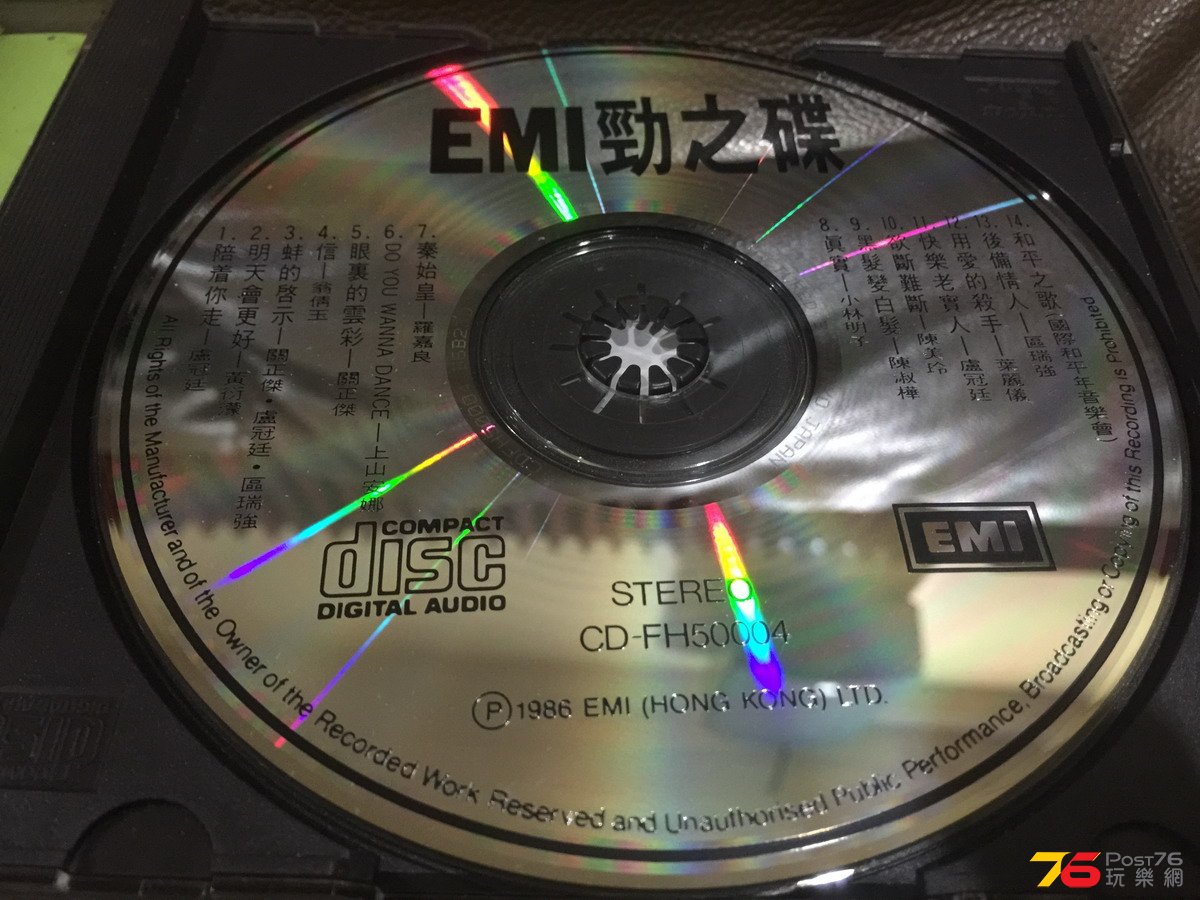 EMI勁之碟
1. 陪着你走—盧冠廷
2. 明天會更好—黃衍濛
3. 蚌的啓示—關正傑·盧冠廷·區瑞強
4. 信—翁倩玉
5. 眼裏的雲彩—關正傑
6. DO YOU WANNA DANCE—上山安娜
7. 秦始皇—羅嘉良
8. 真實—小林明子
9. 黑髮變白髮—陳淑樺
10. 欲斷難斷—陳美玲
11. 快樂老實人—盧冠廷
12. 用愛的殺手—葉麗儀
13. 後備情人—區瑞強
14. 和平之歌(國際和平年音樂會)
JAPAN
COMPACT
disc
DIGITAL AUDIO
EMI
STEREO
CD-FH50004
Ⓟ1986 EMI (HONG KONG) LTD.
All Rights of the Manufacturer and of the Owner of the Recorded Work Reserved and Unauthorised Public Performance, Broadcasting or Copying of this Recording is Prohibited
76 Post76
玩樂網